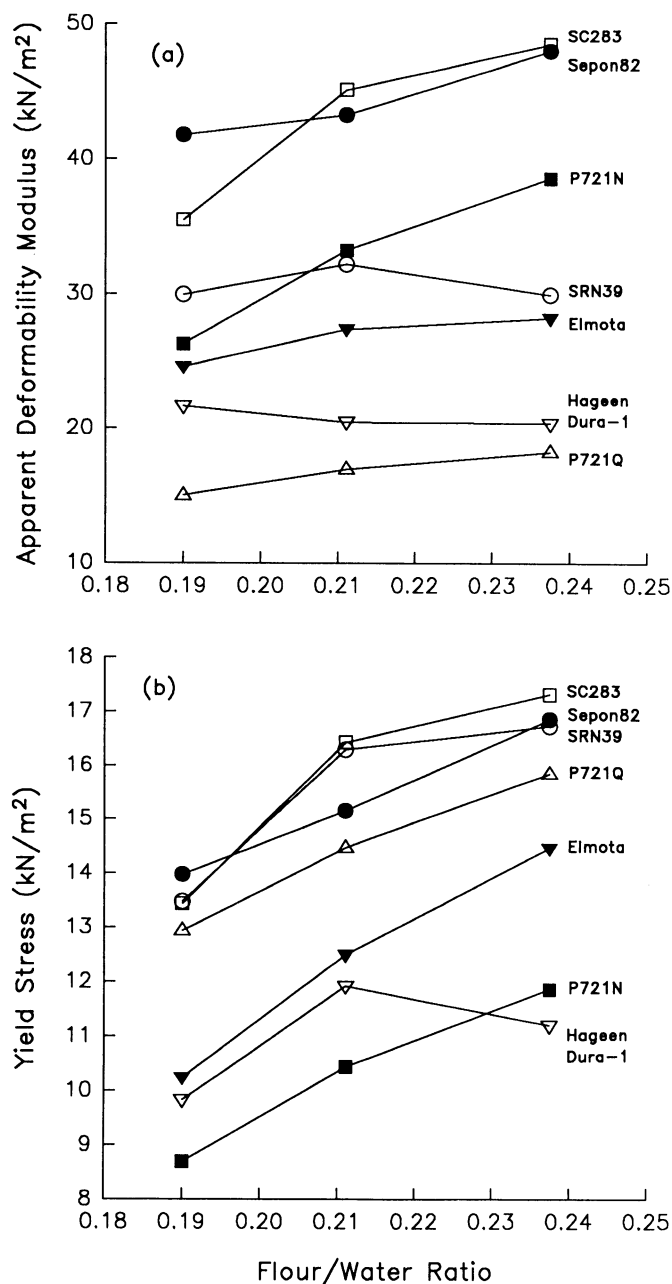 Apparent Deformability Modulus (kN/m²)
(a)
50
40
30
20
10
0.18 0.19 0.20 0.21 0.22 0.23 0.24 0.25
SC283
Sepon82
P721N
SRN39
Elmota
Hageen
Dura-1
P721Q
Yield Stress (kN/m²)
(b)
18
17
16
15
14
13
12
11
10
9
8
0.18 0.19 0.20 0.21 0.22 0.23 0.24 0.25
SC283
Sepon82
SRN39
P721Q
Elmota
P721N
Hageen
Dura-1
Flour/Water Ratio